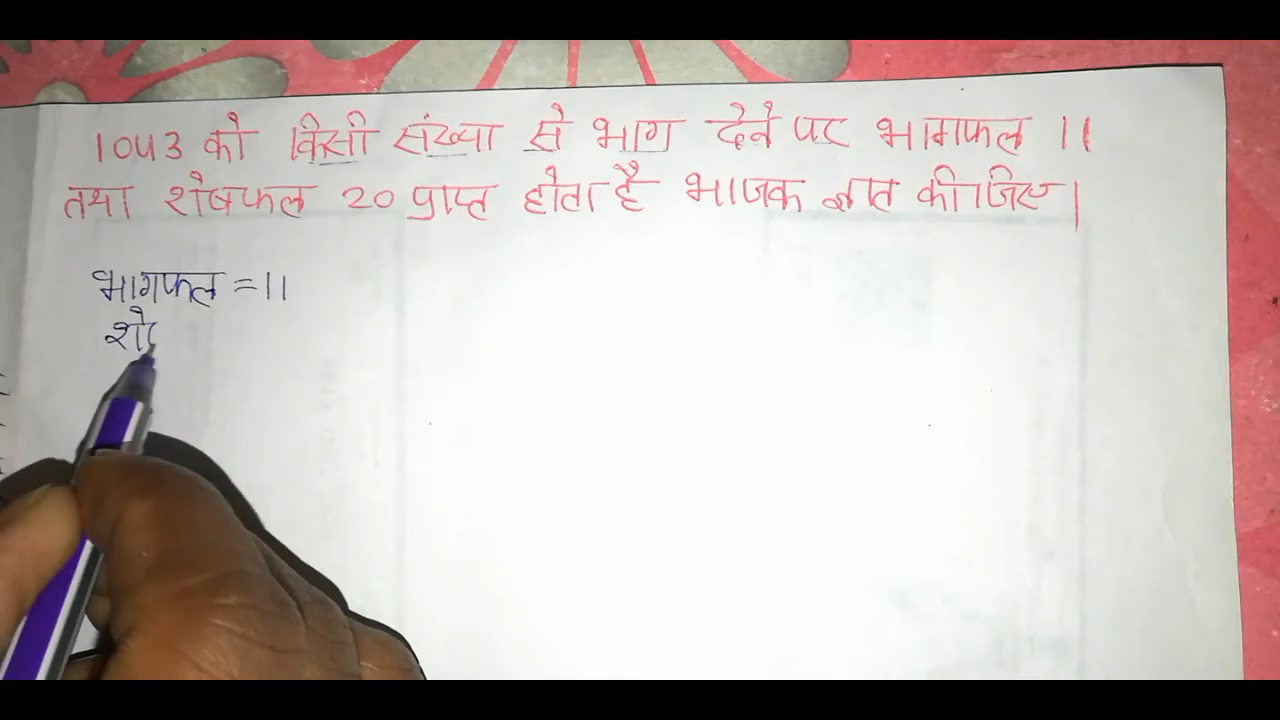 1043 को किसी संख्या से भाग देने पर भागफल 11
तथा शेषफल 20 प्राप्त होता है भाजक ज्ञात कीजिए।
भागफल = 11
शे